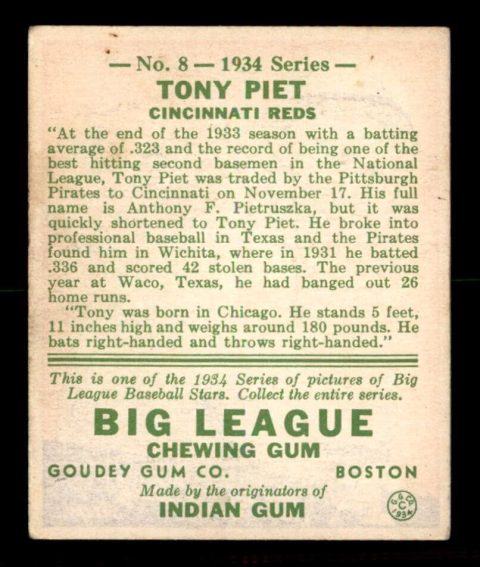 — No. 8 — 1934 Series —
TONY PIET
CINCINNATI REDS
"At the end of the 1933 season with a batting
average of .323 and the record of being one of the
best hitting second basemen in the National
League, Tony Piet was traded by the Pittsburgh
Pirates to Cincinnati on November 17. His full
name is Anthony F. Pietruszka, but it was
quickly shortened to Tony Piet. He broke into
professional baseball in Texas and the Pirates
found him in Wichita, where in 1931 he batted
.336 and scored 42 stolen bases. The previous
year at Waco, Texas, he had banged out 26
home runs.
"Tony was born in Chicago. He stands 5 feet,
11 inches high and weighs around 180 pounds. He
bats right-handed and throws right-handed."
This is one of the 1934 Series of pictures of Big
League Baseball Stars. Collect the entire series.
BIG LEAGUE
CHEWING GUM
GOUDEY GUM CO. BOSTON
Made by the originators of
INDIAN GUM
G. G. Co.
C
1934